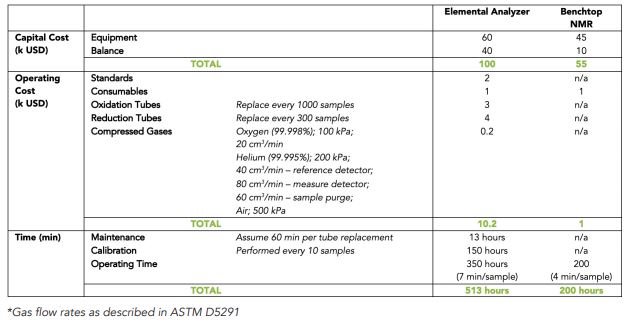 Elemental Analyzer Benchtop
NMR
Capital Cost Equipment 60 45
(k USD) Balance 40 10
TOTAL 100 55
Operating Standards 2 n/a
Cost Consumables 1 1
(k USD) Oxidation Tubes Replace every 1000 samples 3 n/a
Reduction Tubes Replace every 300 samples 4 n/a
Compressed Gases Oxygen (99.998%); 100 kPa; 0.2 n/a
20 cm³/min
Helium (99.995%); 200 kPa;
40 cm³/min – reference detector;
80 cm³/min – measure detector;
60 cm³/min – sample purge;
Air; 500 kPa
TOTAL 10.2 1
Time (min) Maintenance Assume 60 min per tube replacement 13 hours n/a
Calibration Performed every 10 samples 150 hours n/a
Operating Time 350 hours 200
(7 min/sample) (4 min/sample)
TOTAL 513 hours 200 hours
*Gas flow rates as described in ASTM D5291